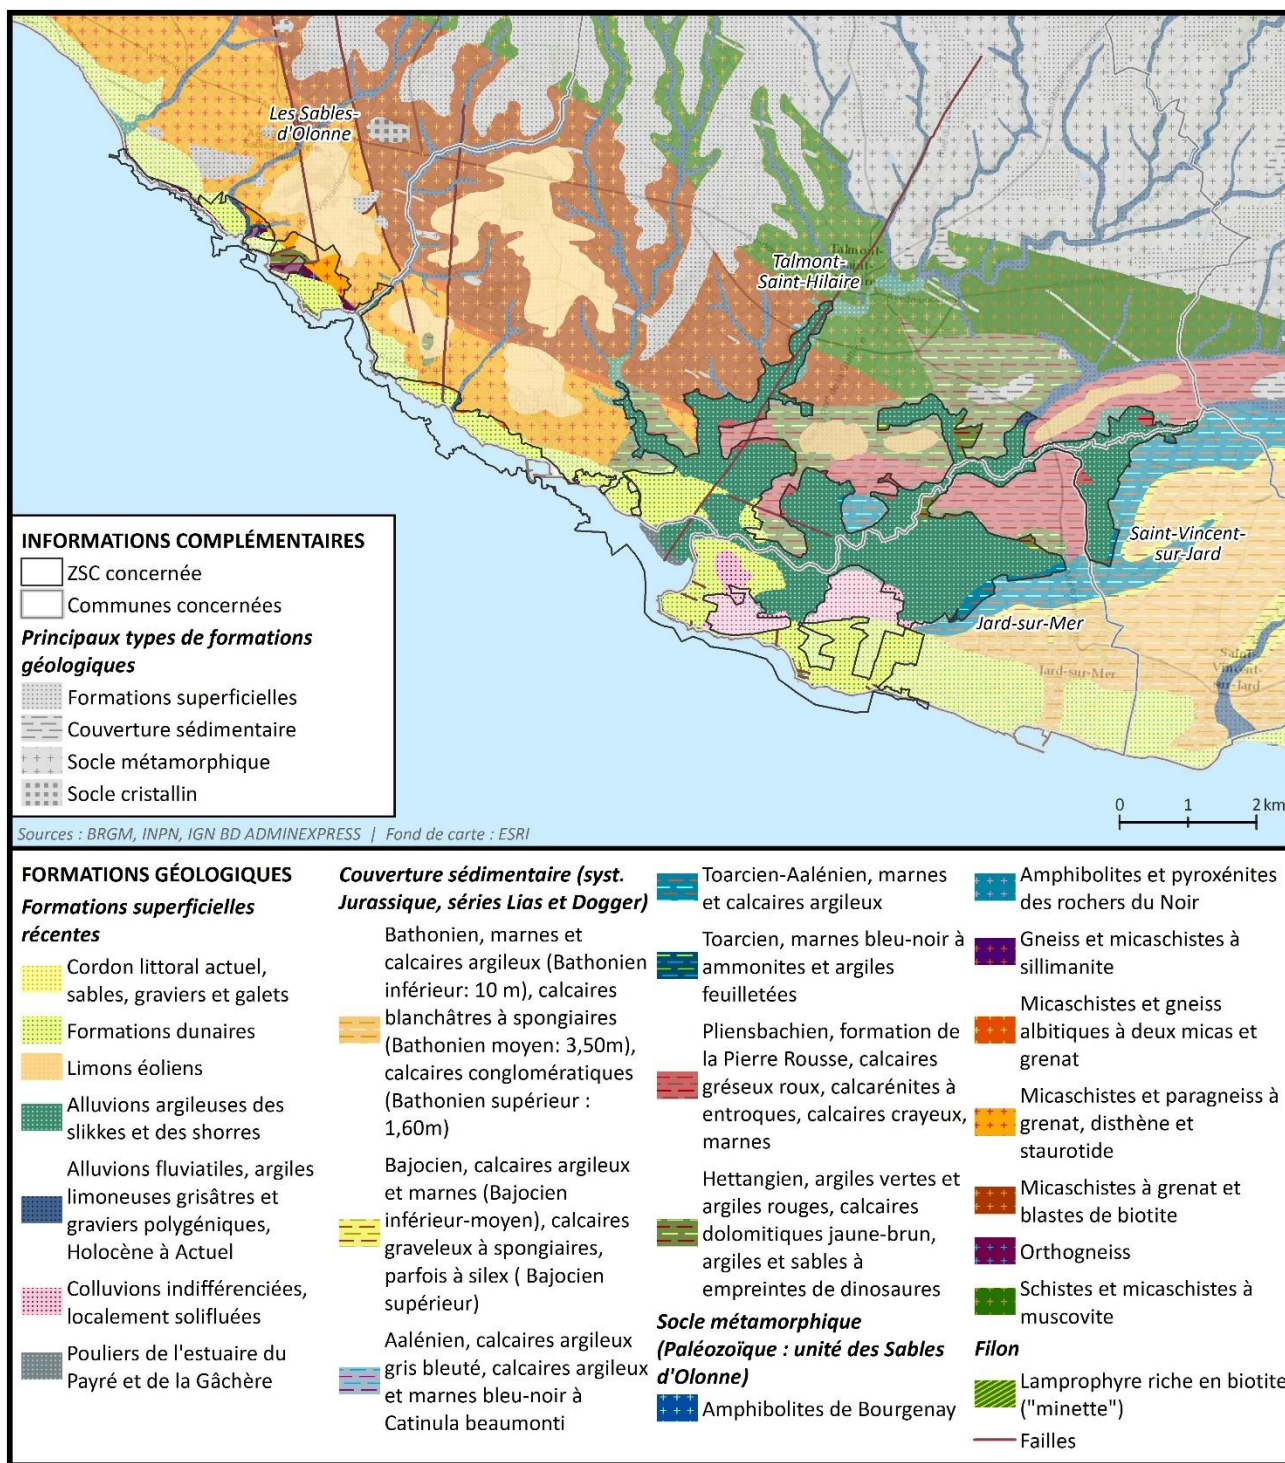 Les Sables-
d'Olonne
Talmont-
Saint-Hilaire
Saint-Vincent-
sur-Jard
Jard-sur-Mer
Jard-sur-Mer
INFORMATIONS COMPLÉMENTAIRES
ZSC concernée
Communes concernées
Principaux types de formations
géologiques
Formations superficielles
Couverture sédimentaire
Socle métamorphique
Socle cristallin
0 1 2 km
Sources : BRGM, INPN, IGN BD ADMINEXPRESS | Fond de carte : ESRI
FORMATIONS GÉOLOGIQUES
Formations superficielles
récentes
Cordon littoral actuel,
sables, graviers et galets
Formations dunaires
Limons éoliens
Alluvions argileuses des
slikkes et des shorres
Alluvions fluviatiles, argiles
limoneuses grisâtres et
graviers polygéniques,
Holocène à Actuel
Colluvions indifférenciées,
localement solifluées
Pouliers de l'estuaire du
Payré et de la Gâchère
Couverture sédimentaire (syst.
Jurassique, séries Lias et Dogger)
Bathonien, marnes et
calcaires argileux (Bathonien
inférieur: 10 m), calcaires
blanchâtres à spongiaires
(Bathonien moyen: 3,50m),
calcaires conglomératiques
(Bathonien supérieur :
1,60m)
Bajocien, calcaires argileux
et marnes (Bajocien
inférieur-moyen), calcaires
graveleux à spongiaires,
parfois à silex ( Bajocien
supérieur)
Aalénien, calcaires argileux
gris bleuté, calcaires argileux
et marnes bleu-noir à
Catinula beaumonti
Toarcien-Aalénien, marnes
et calcaires argileux
Toarcien, marnes bleu-noir à
ammonites et argiles
feuilletées
Pliensbachien, formation de
la Pierre Rousse, calcaires
gréseux roux, calcarénites à
entroques, calcaires crayeux,
marnes
Hettangien, argiles vertes et
argiles rouges, calcaires
dolomitiques jaune-brun,
argiles et sables à
empreintes de dinosaures
Socle métamorphique
(Paléozoïque : unité des Sables
d'Olonne)
Amphibolites de Bourgenay
Amphibolites et pyroxénites
des rochers du Noir
Gneiss et micaschistes à
sillimanite
Micaschistes et gneiss
albitiques à deux micas et
grenat
Micaschistes et paragneiss à
grenat, disthène et
staurotide
Micaschistes à grenat et
blastes de biotite
Orthogneiss
Schistes et micaschistes à
muscovite
Filon
Lamprophyre riche en biotite
("minette")
Failles